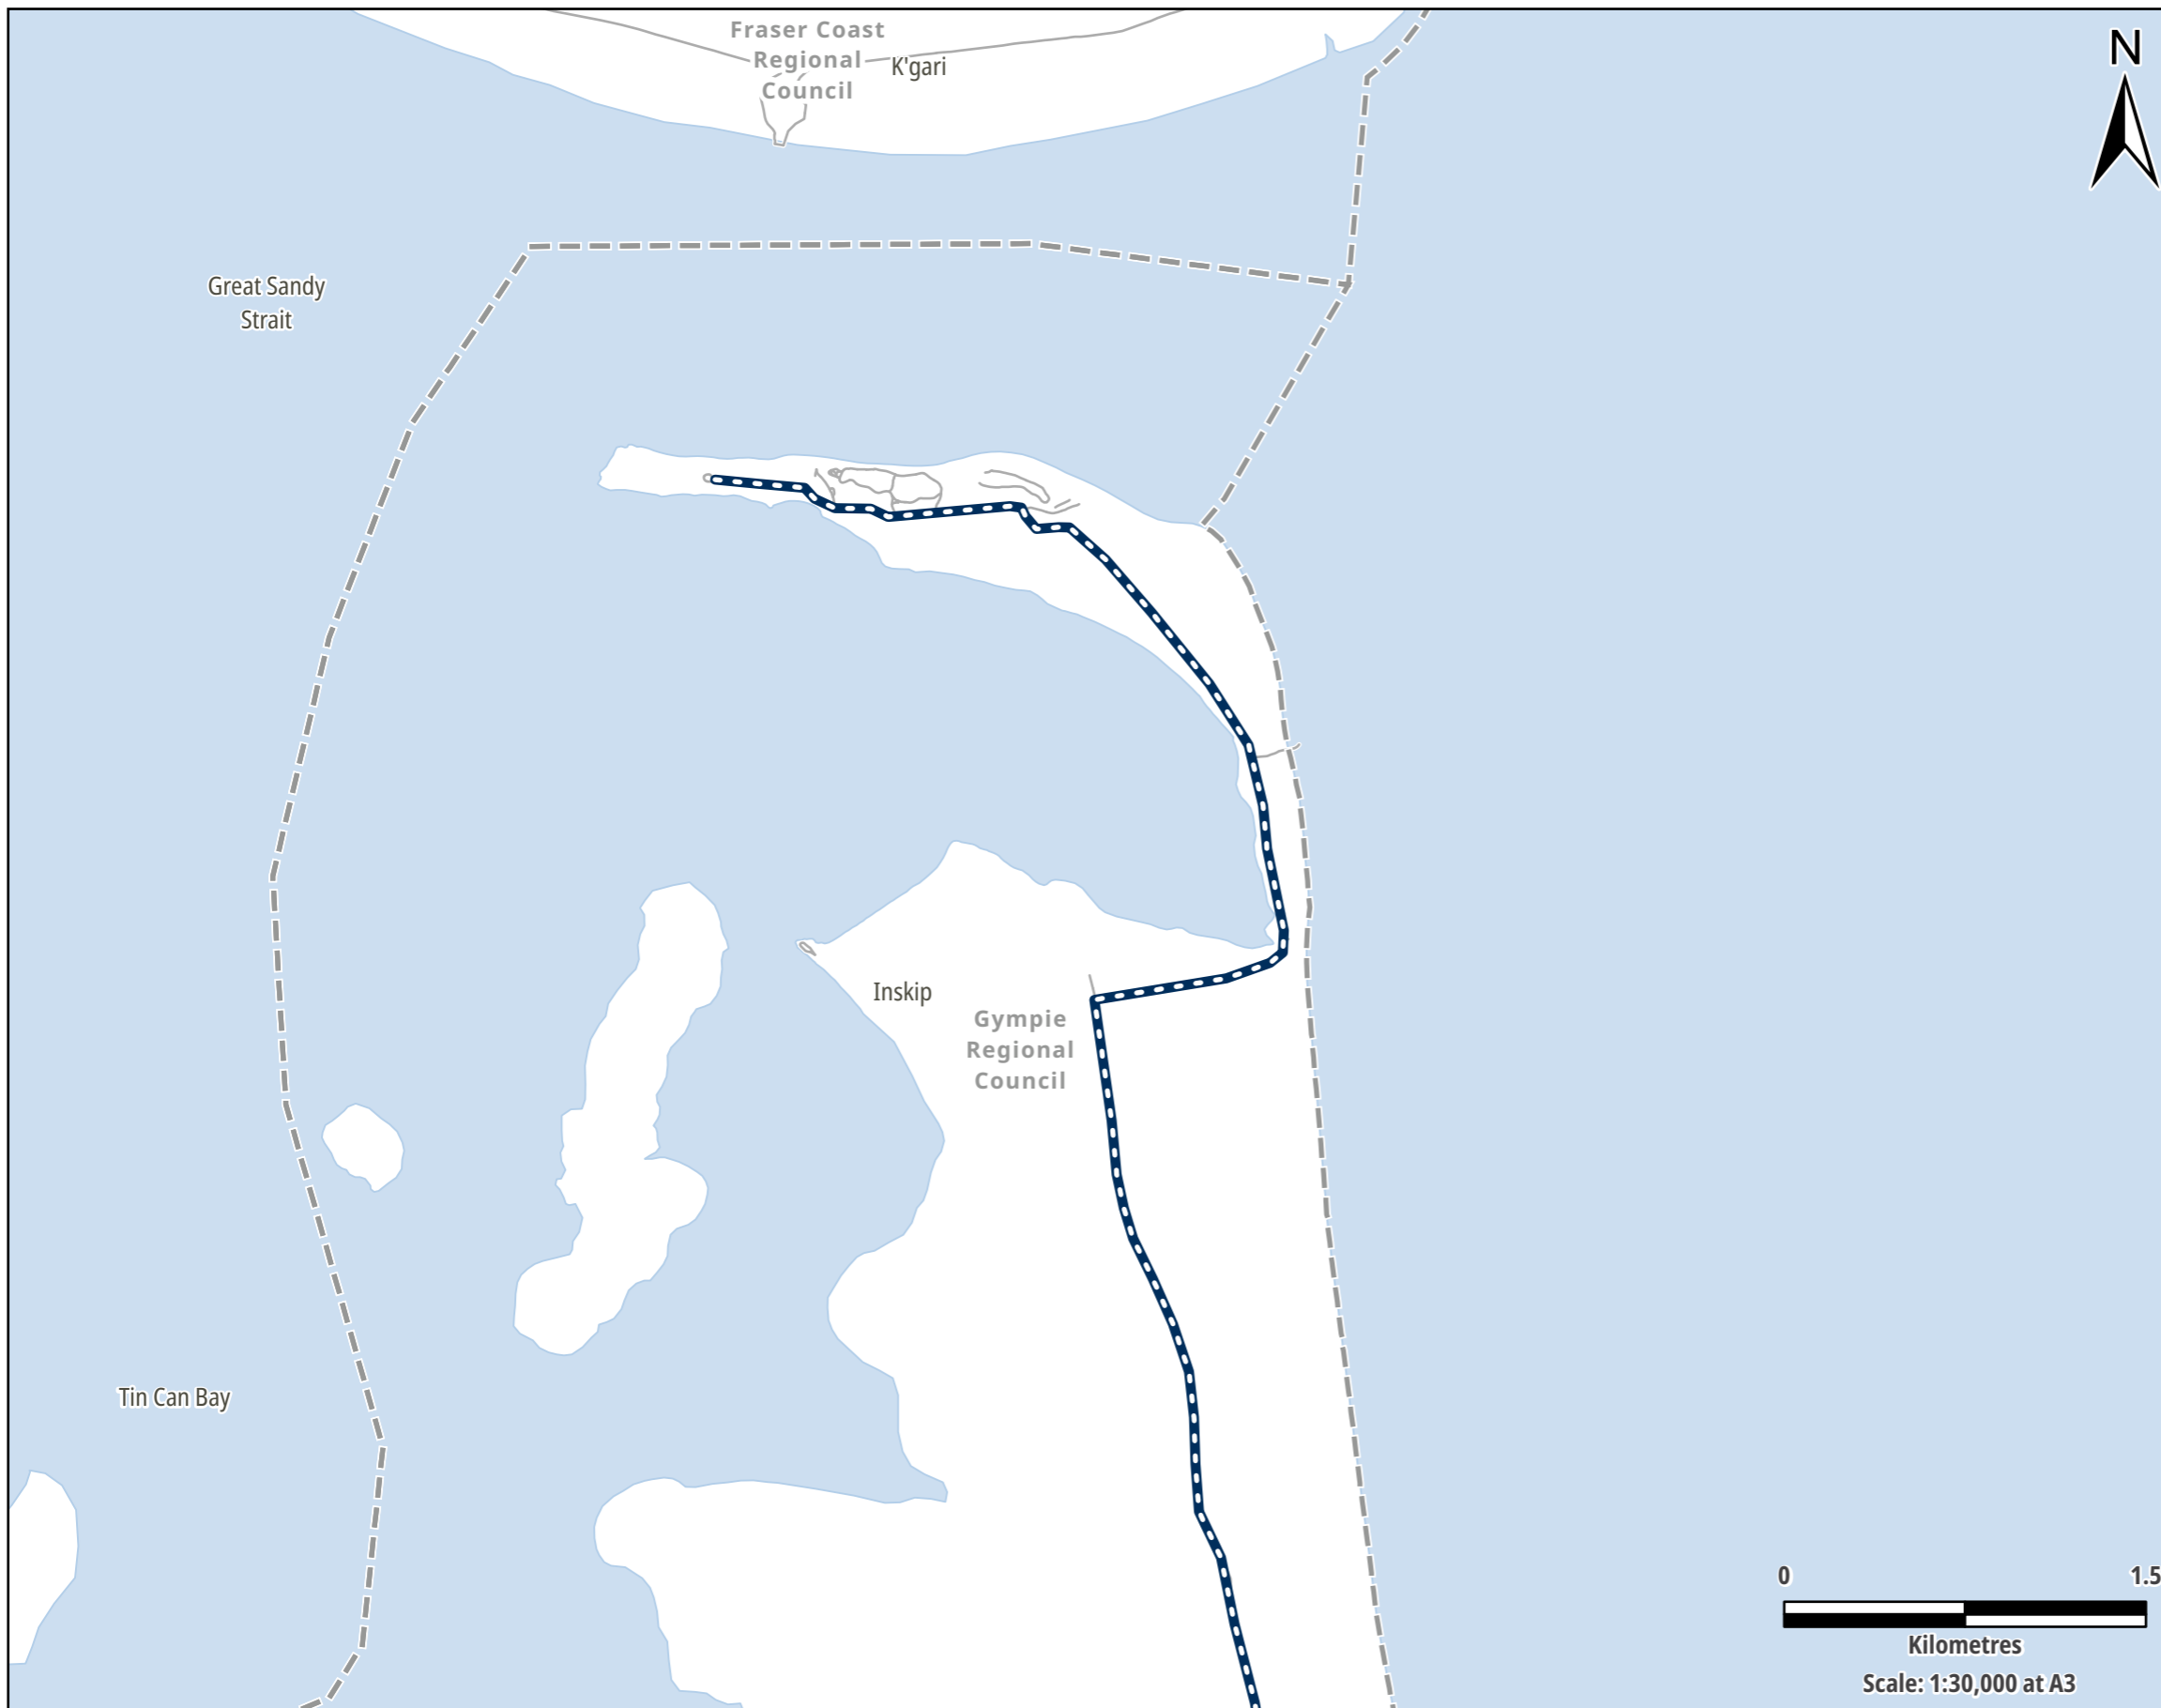 Fraser Coast
Regional
Council
K'gari
N
Great Sandy
Strait
Inskip
Gympie
Regional
Council
Tin Can Bay
0 1.5
Kilometres
Scale: 1:30,000 at A3